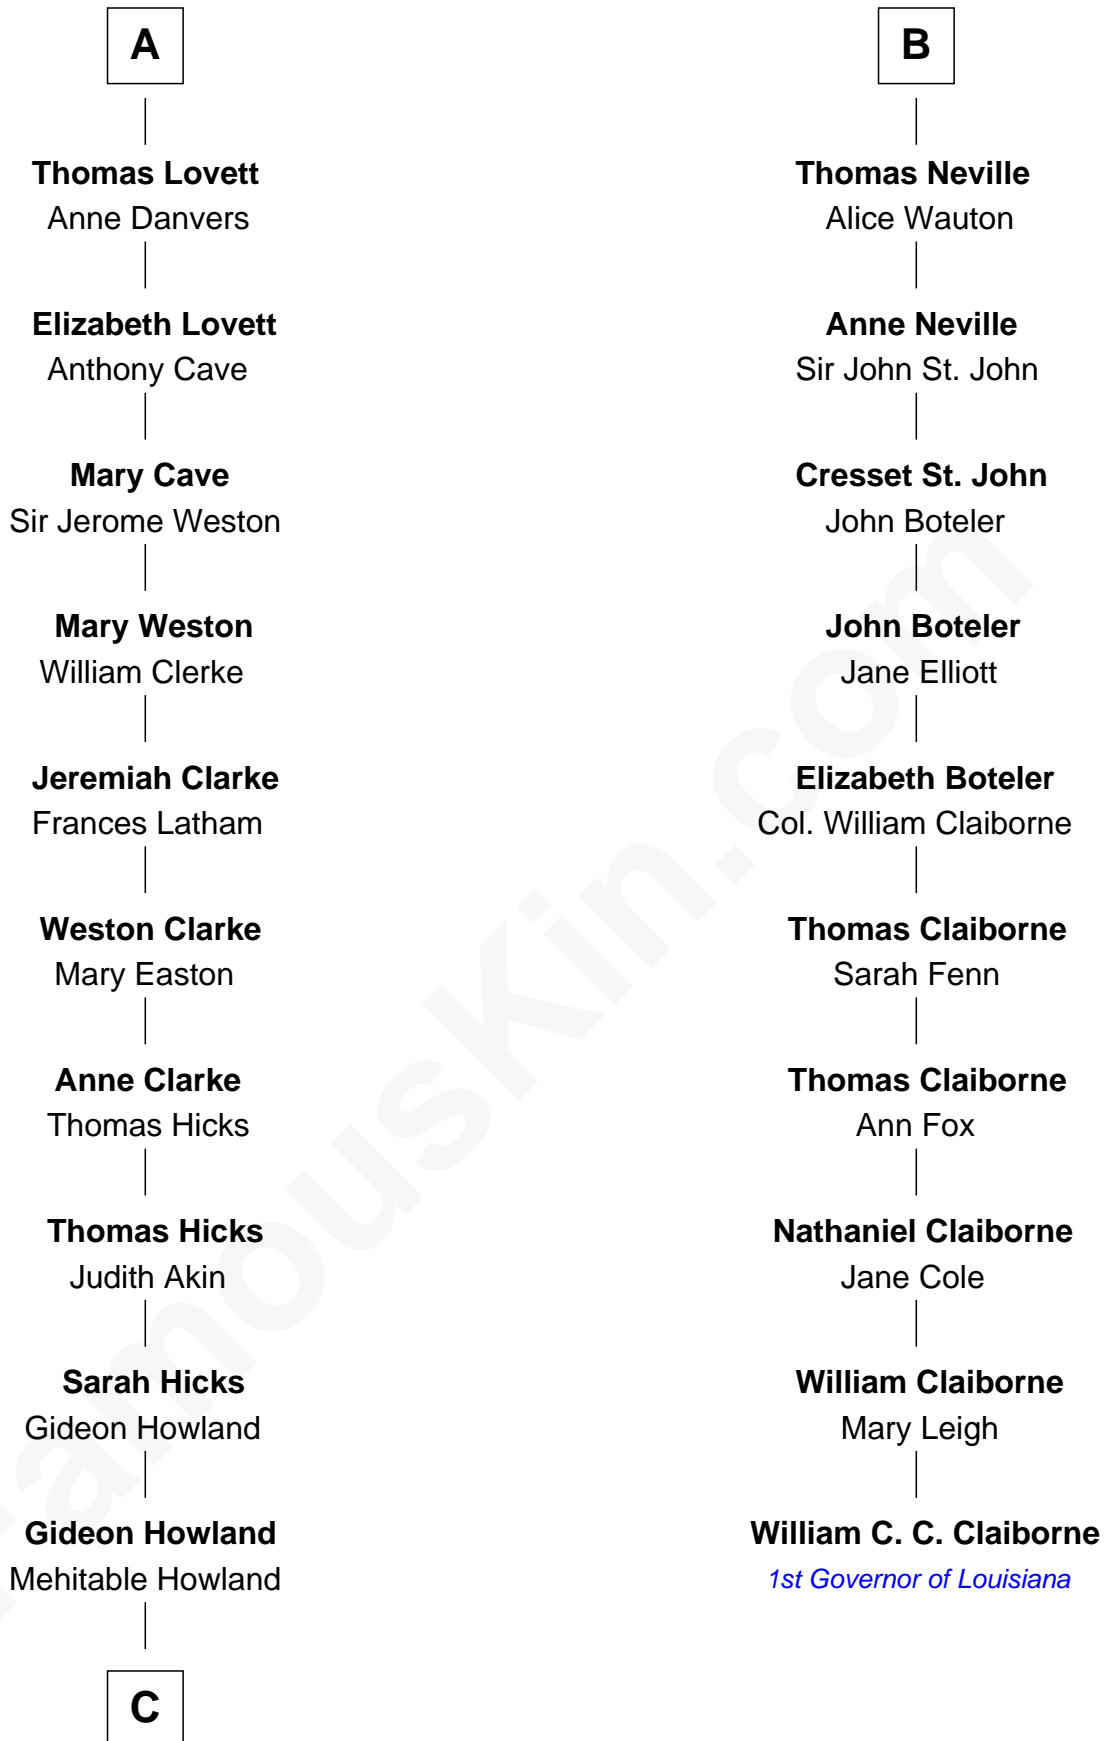 A
Thomas Lovett
Anne Danvers
Elizabeth Lovett
Anthony Cave
Mary Cave
Sir Jerome Weston
Mary Weston
William Clerke
Jeremiah Clarke
Frances Latham
Weston Clarke
Mary Easton
Anne Clarke
Thomas Hicks
Thomas Hicks
Judith Akin
Sarah Hicks
Gideon Howland
Gideon Howland
Mehitable Howland
C
B
Thomas Neville
Alice Wauton
Anne Neville
Sir John St. John
Cresset St. John
John Boteler
John Boteler
Jane Elliott
Elizabeth Boteler
Col. William Claiborne
Thomas Claiborne
Sarah Fenn
Thomas Claiborne
Ann Fox
Nathaniel Claiborne
Jane Cole
William Claiborne
Mary Leigh
William C. C. Claiborne
1st Governor of Louisiana
FamousKin.com